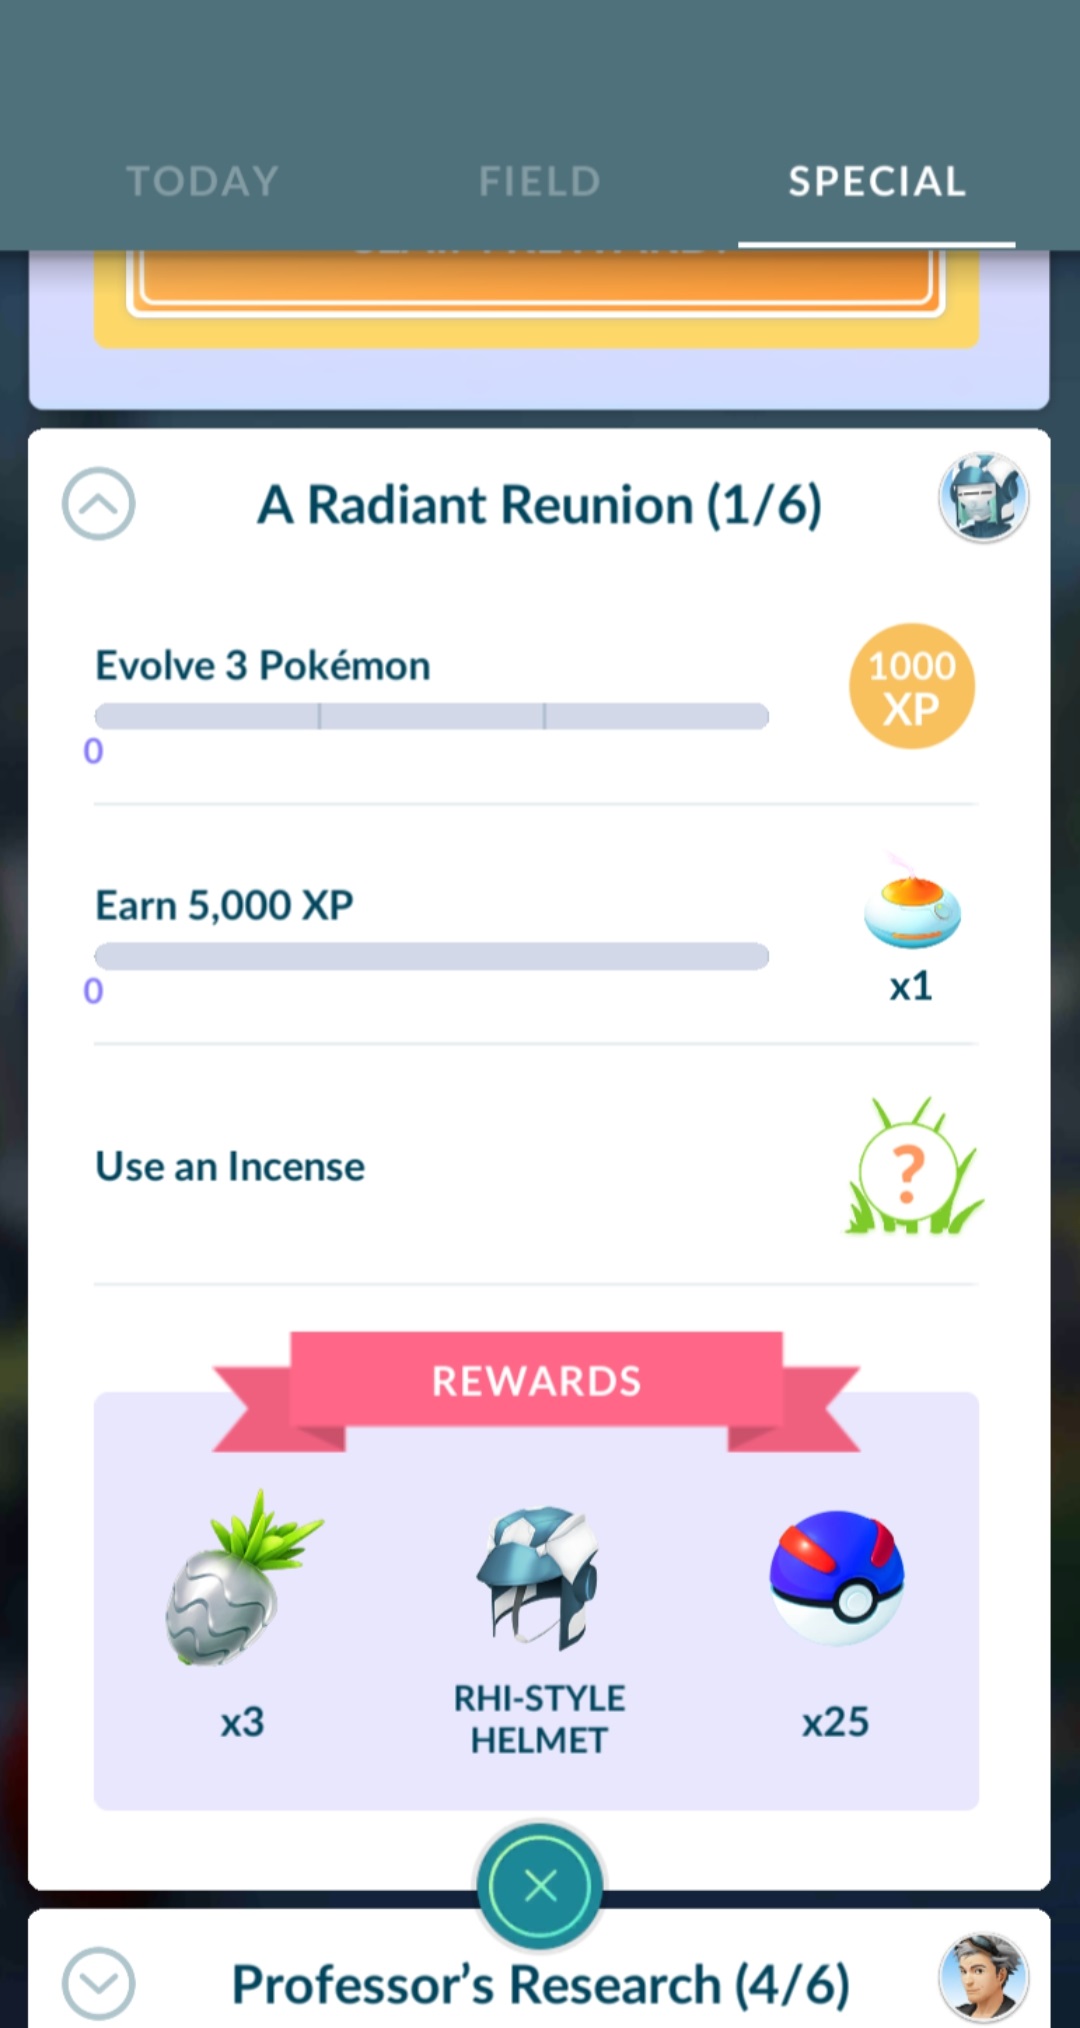 TODAY
FIELD
SPECIAL
A Radiant Reunion (1/6)
Evolve 3 Pokémon
0
1000
XP
Earn 5,000 XP
0
x1
Use an Incense
?
REWARDS
x3
RHI-STYLE
HELMET
x25
Professor’s Research (4/6)